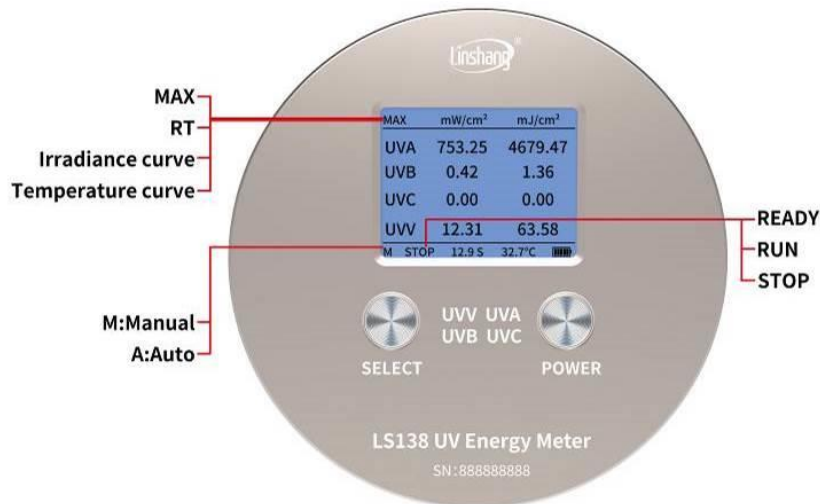 Linshang®
MAX
RT
Irradiance curve
Temperature curve
MAX mW/cm² mJ/cm²
UVA 753.25 4679.47
UVB 0.42 1.36
UVC 0.00 0.00
UVV 12.31 63.58
M STOP 12.9 S 32.7°C
READY
RUN
STOP
M:Manual
A:Auto
UVV UVA
UVB UVC
SELECT
POWER
LS138 UV Energy Meter
SN:888888888